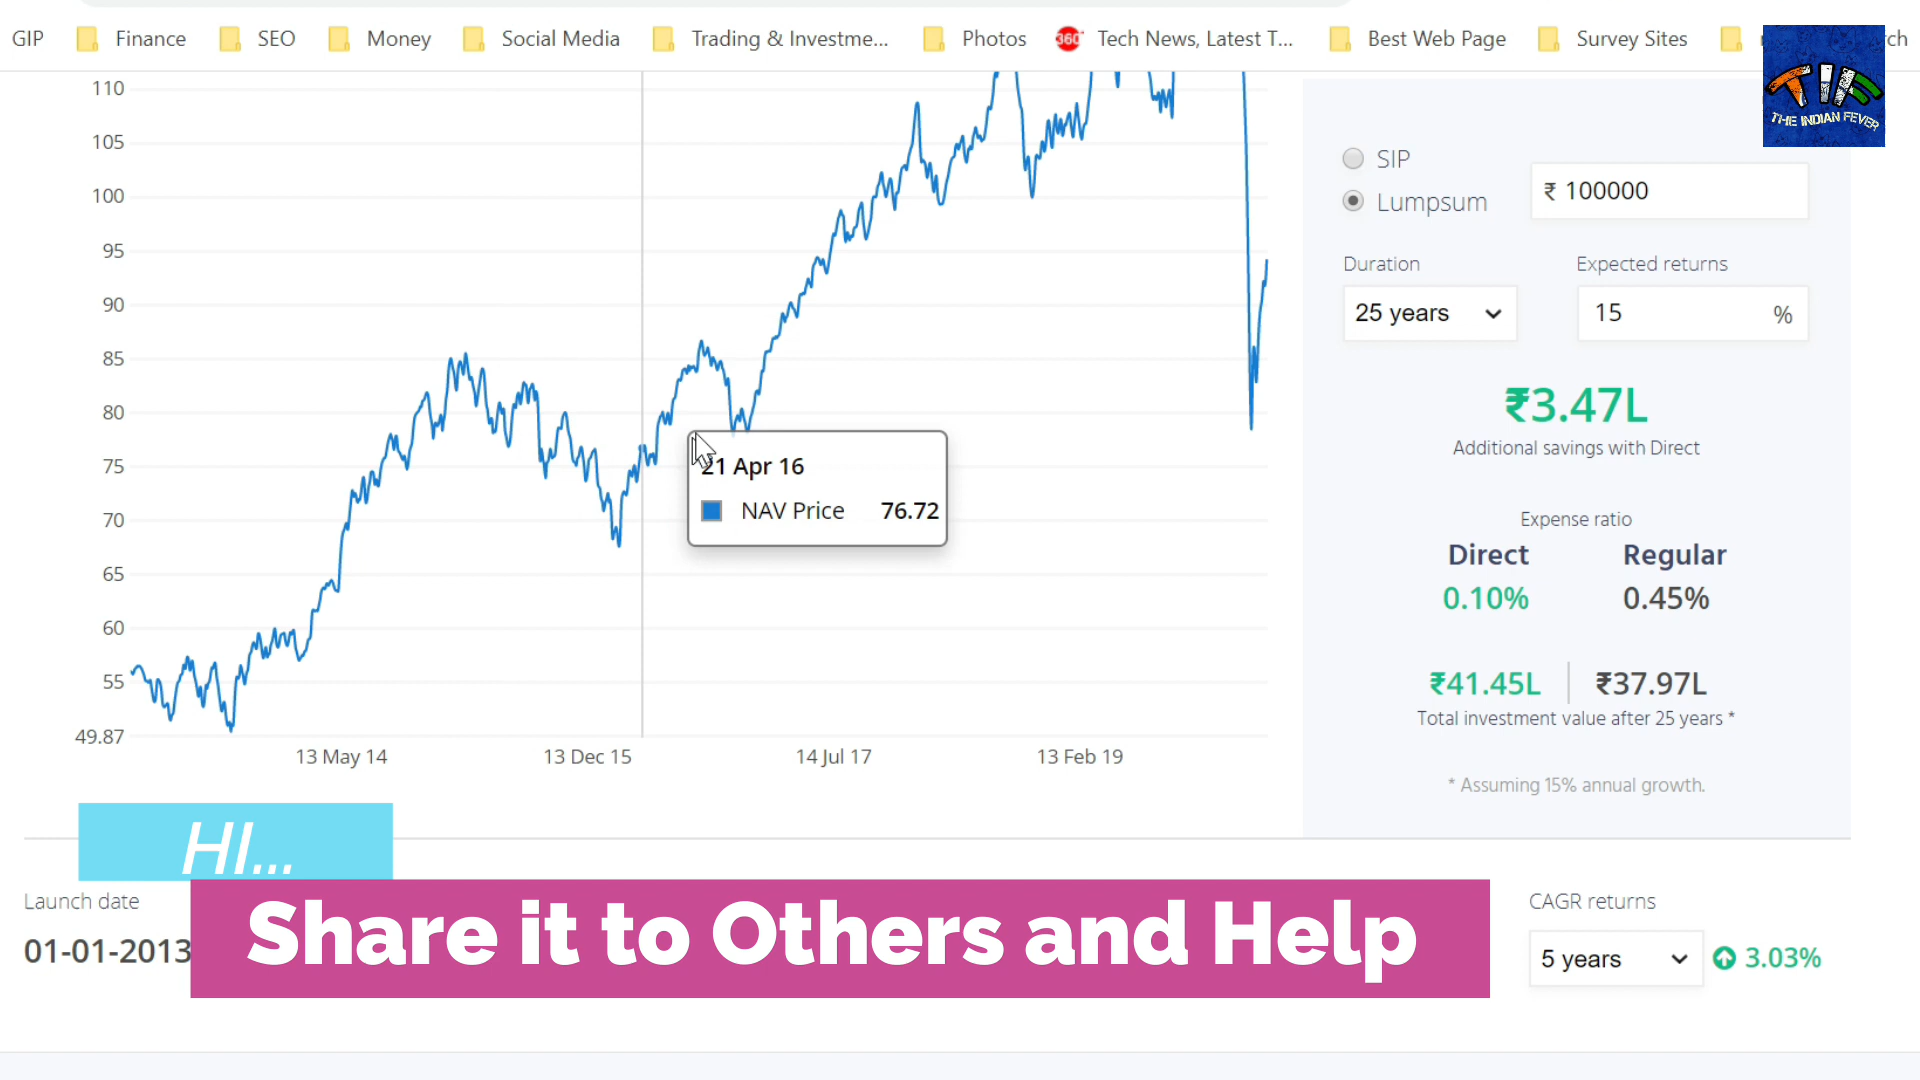 GIP Finance SEO Money Social Media Trading & Investme... Photos 360 Tech News, Latest T... Best Web Page Survey Sites ch
TIF
THE INDIAN FEVER
110
105
100
95
90
85
80
75
70
65
60
55
49.87
13 May 14 13 Dec 15 14 Jul 17 13 Feb 19
21 Apr 16
NAV Price 76.72
SIP
Lumpsum
₹ 100000
Duration Expected returns
25 years 15 %
₹3.47L
Additional savings with Direct
Expense ratio
Direct Regular
0.10% 0.45%
₹41.45L ₹37.97L
Total investment value after 25 years *
* Assuming 15% annual growth.
HI...
Share it to Others and Help
Launch date
01-01-2013
CAGR returns
5 years 3.03%